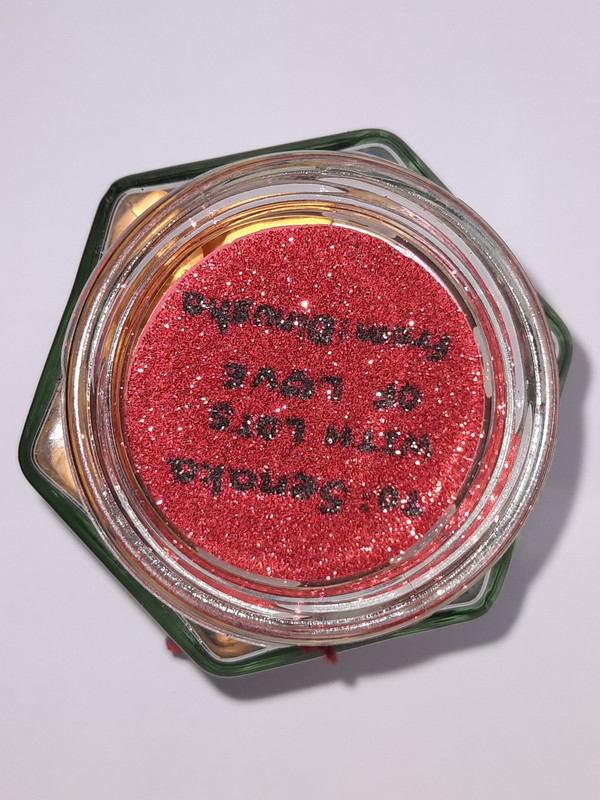 To: Senaka
WITH LOTS
OF LOVE
From: Dinusha